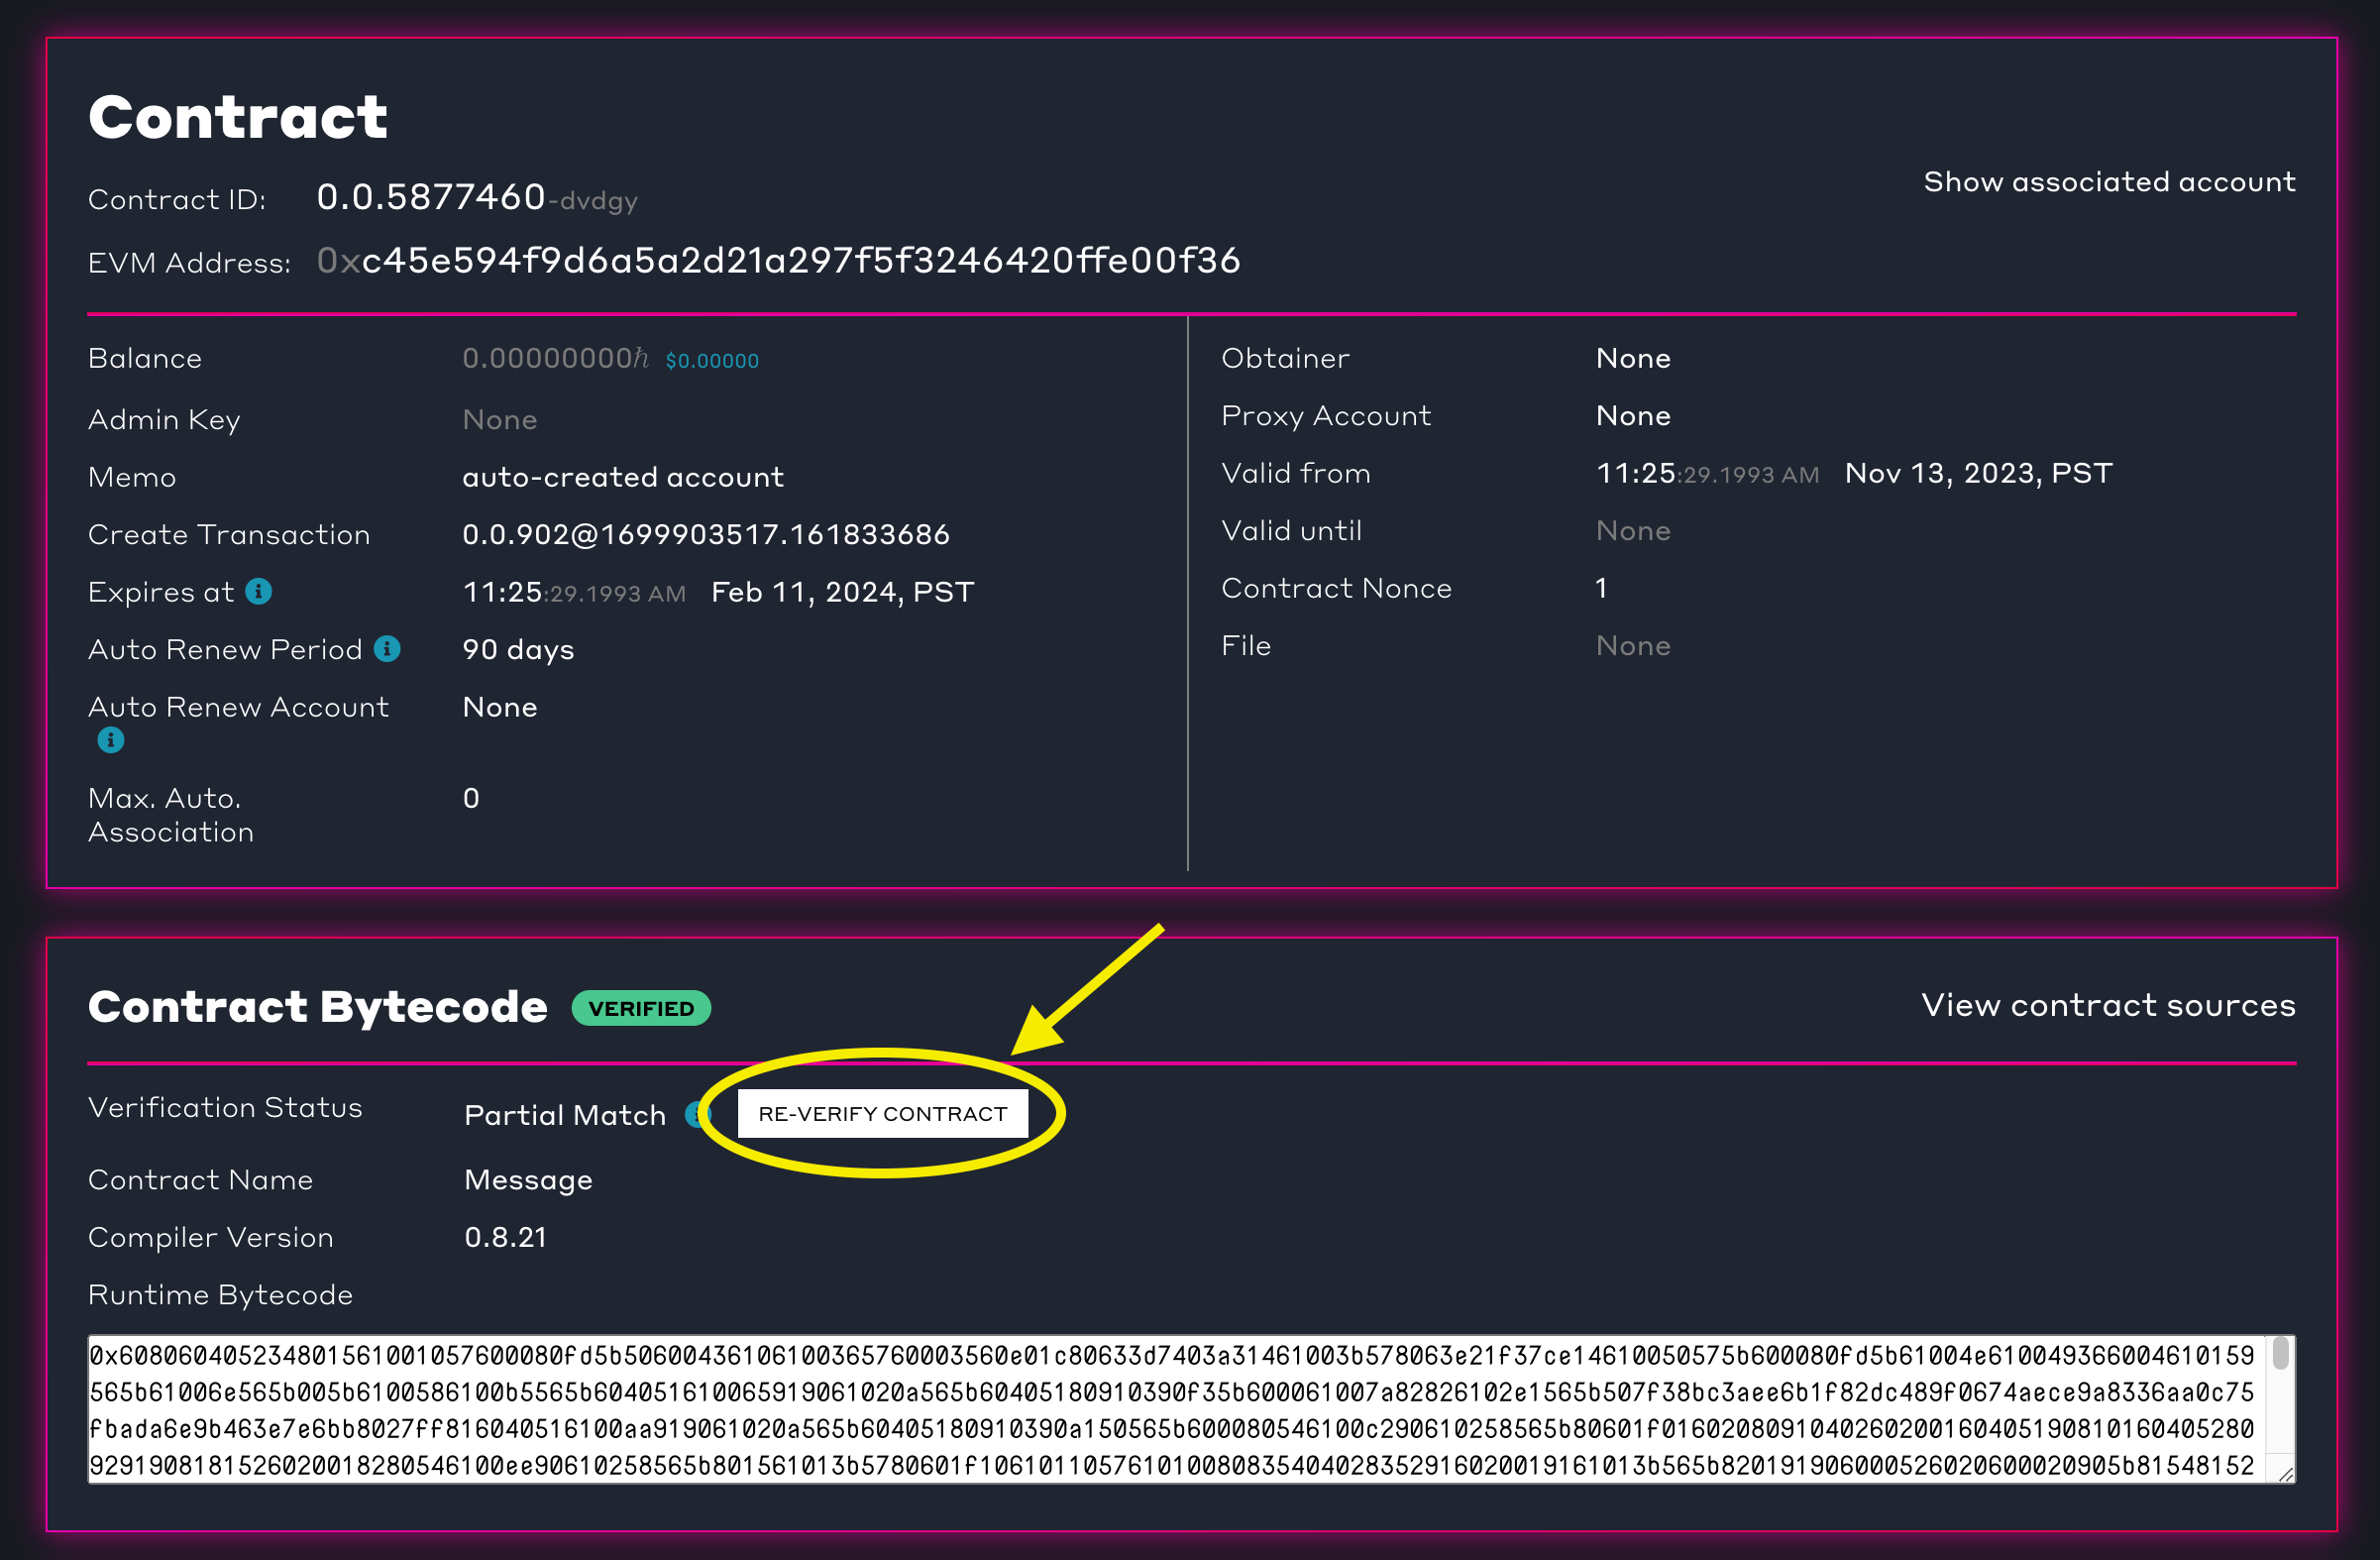 Contract
Contract ID: 0.0.5877460-dvdgy
Show associated account
EVM Address: 0xc45e594f9d6a5a2d21a297f5f3246420ffe00f36
Balance 0.00000000ℏ $0.00000
Admin Key None
Memo auto-created account
Create Transaction 0.0.902@1699903517.161833686
Expires at 11:25:29.1993 AM Feb 11, 2024, PST
Auto Renew Period 90 days
Auto Renew Account None
Max. Auto. 0
Association
Obtainer None
Proxy Account None
Valid from 11:25:29.1993 AM Nov 13, 2023, PST
Valid until None
Contract Nonce 1
File None
Contract Bytecode VERIFIED
View contract sources
Verification Status Partial Match RE-VERIFY CONTRACT
Contract Name Message
Compiler Version 0.8.21
Runtime Bytecode
0x608060405234801561001057600080fd5b50600436106100365760003560e01c80633d7403a31461003b578063e21f37ce14610050575b600080fd5b61004e610049366004610159
565b61006e565b005b6100586100b5565b604051610065919061020a565b60405180910390f35b600061007a82826102e1565b507f38bc3aee6b1f82dc489f0674aece9a8336aa0c75
fbada6e9b463e7e6bb8027ff816040516100aa919061020a565b60405180910390a150565b600080546100c290610258565b80601f0160208091040260200160405190810160405280
929190818152602001828054​6100ee90610258565b801561013b5780601f106101105761010080835404028352916020019161013b565b820191906000526020600020905b81548152